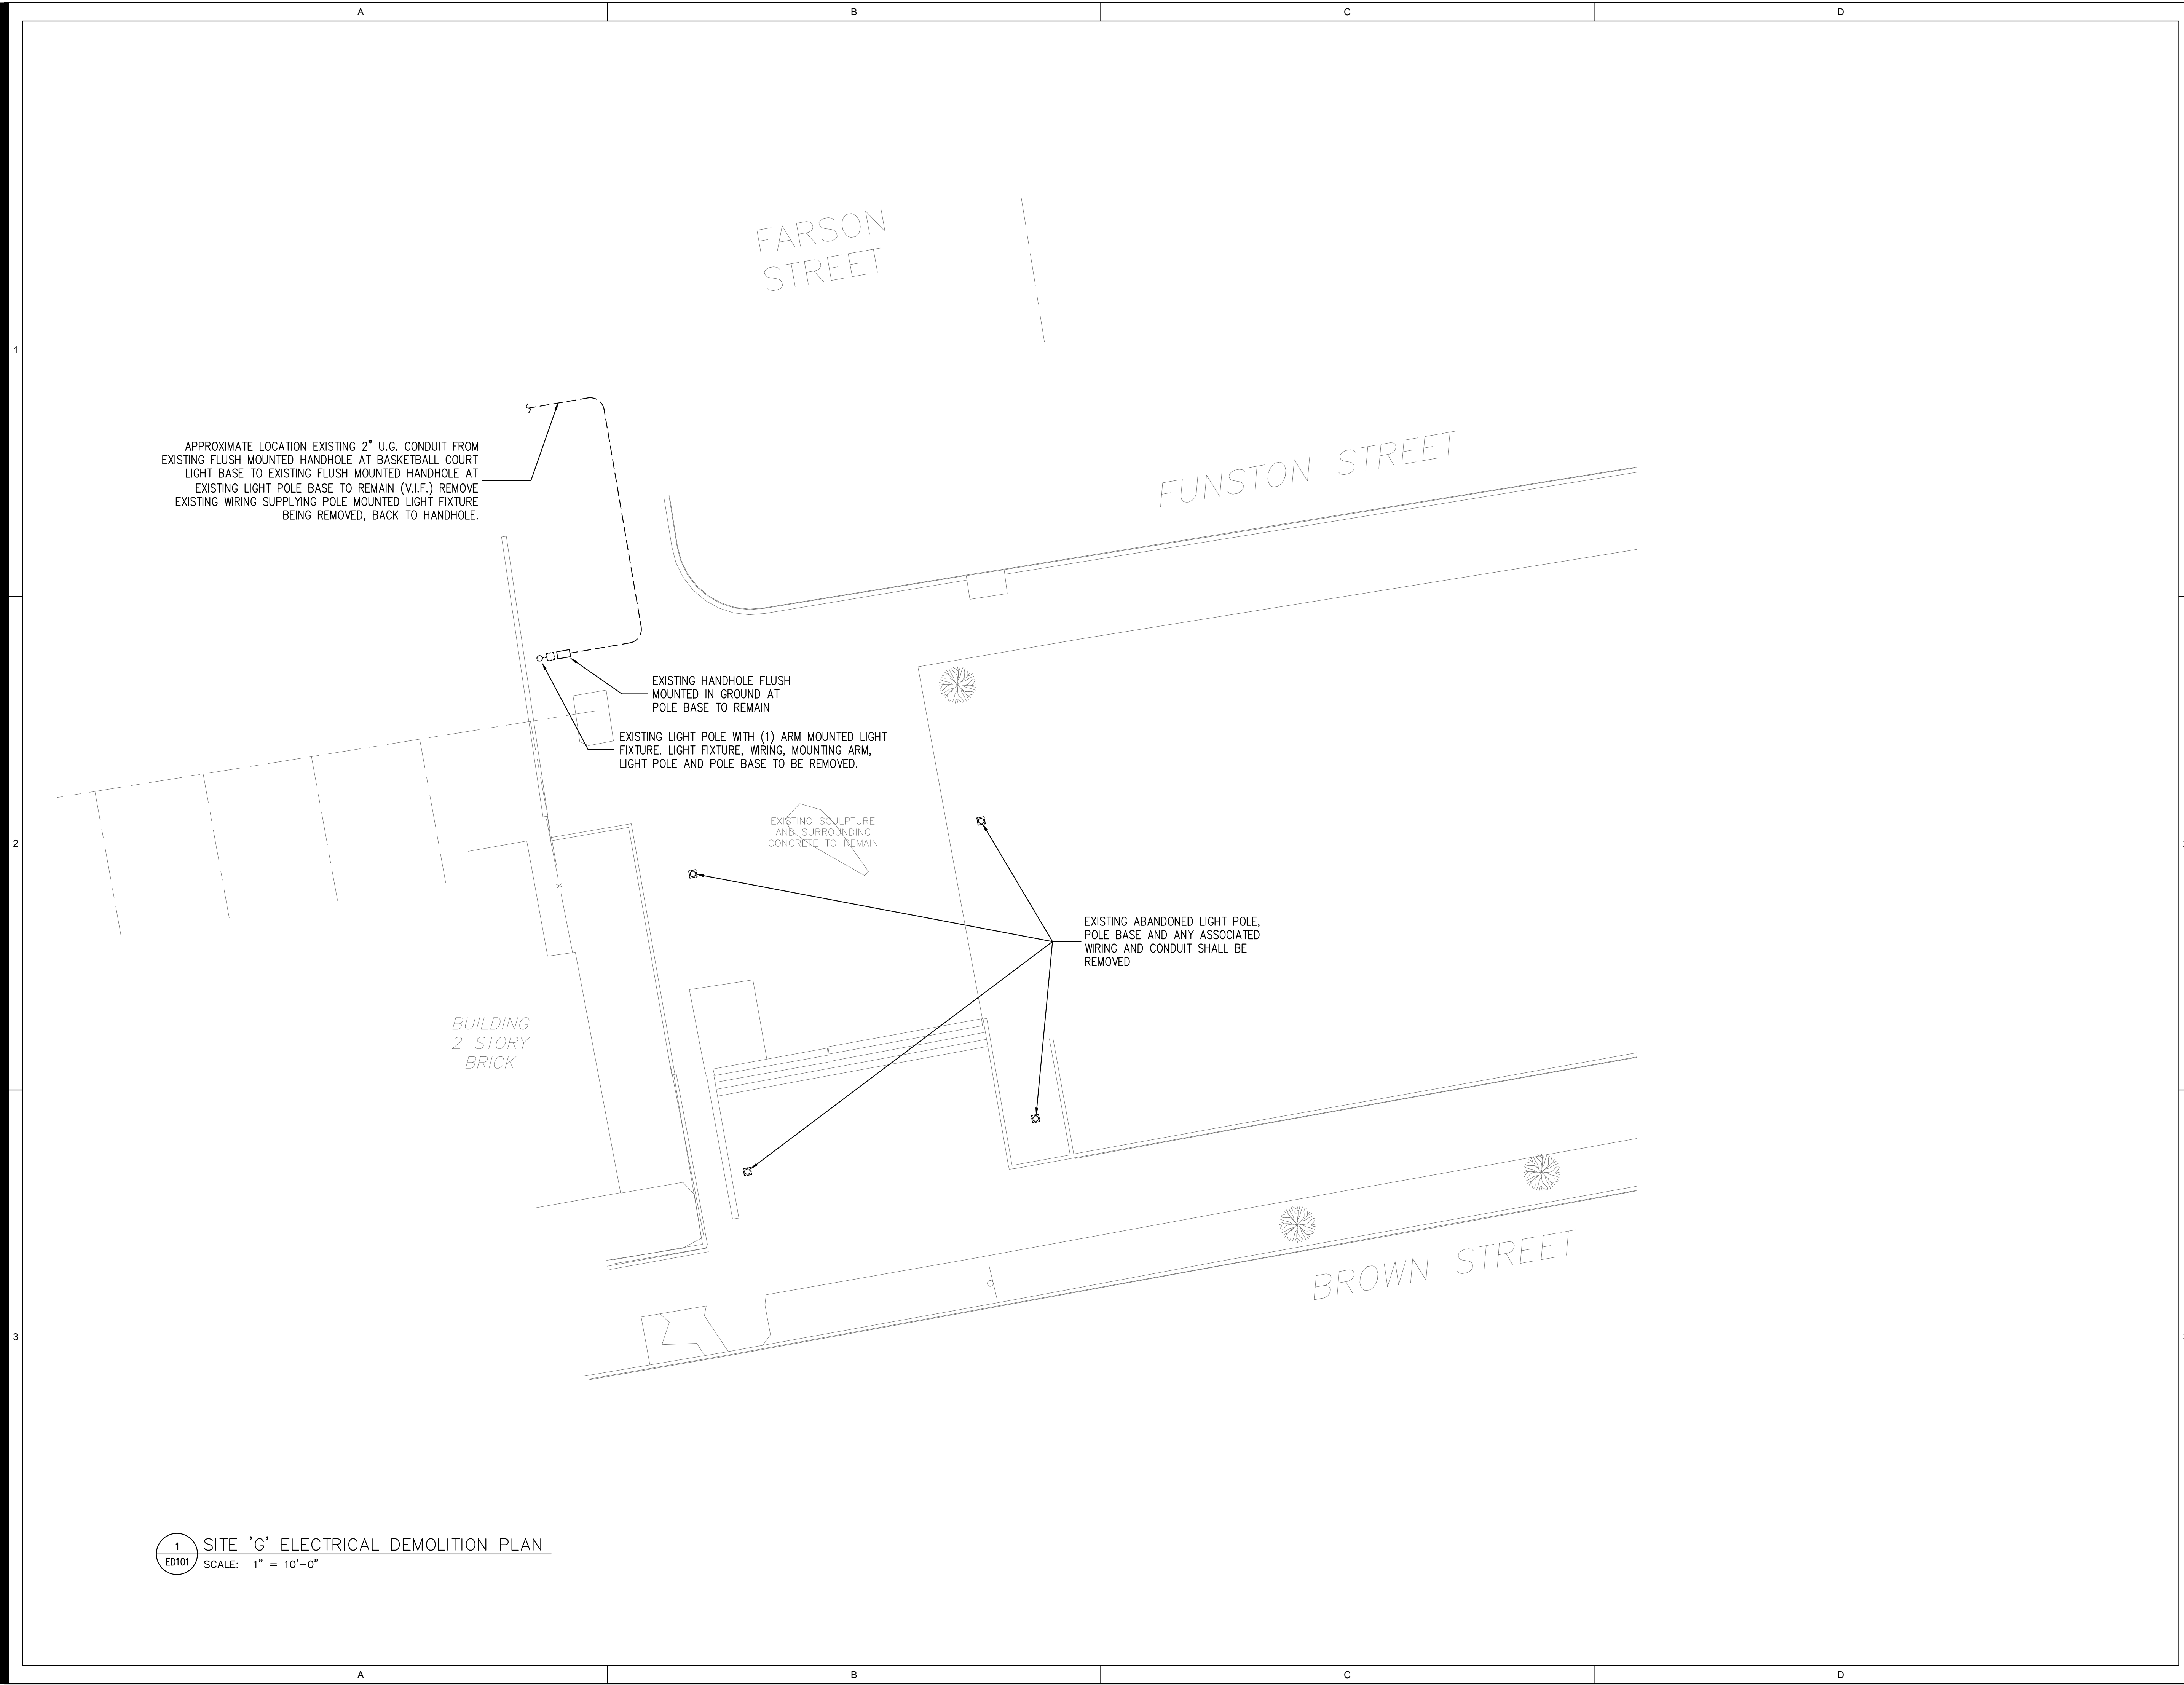 A
B
C
D
FARSON
STREET
1
APPROXIMATE LOCATION EXISTING 2" U.G. CONDUIT FROM
EXISTING FLUSH MOUNTED HANDHOLE AT BASKETBALL COURT
LIGHT BASE TO EXISTING FLUSH MOUNTED HANDHOLE AT
EXISTING LIGHT POLE BASE TO REMAIN (V.I.F.) REMOVE
EXISTING WIRING SUPPLYING POLE MOUNTED LIGHT FIXTURE
BEING REMOVED, BACK TO HANDHOLE.
FUNSTON STREET
EXISTING HANDHOLE FLUSH
MOUNTED IN GROUND AT
POLE BASE TO REMAIN
EXISTING LIGHT POLE WITH (1) ARM MOUNTED LIGHT
FIXTURE. LIGHT FIXTURE, WIRING, MOUNTING ARM,
LIGHT POLE AND POLE BASE TO BE REMOVED.
EXISTING SCULPTURE
AND SURROUNDING
CONCRETE TO REMAIN
2
EXISTING ABANDONED LIGHT POLE,
POLE BASE AND ANY ASSOCIATED
WIRING AND CONDUIT SHALL BE
REMOVED
BUILDING
2 STORY
BRICK
BROWN STREET
3
1
ED101
SITE 'G' ELECTRICAL DEMOLITION PLAN
SCALE: 1" = 10'-0"
A
B
C
D